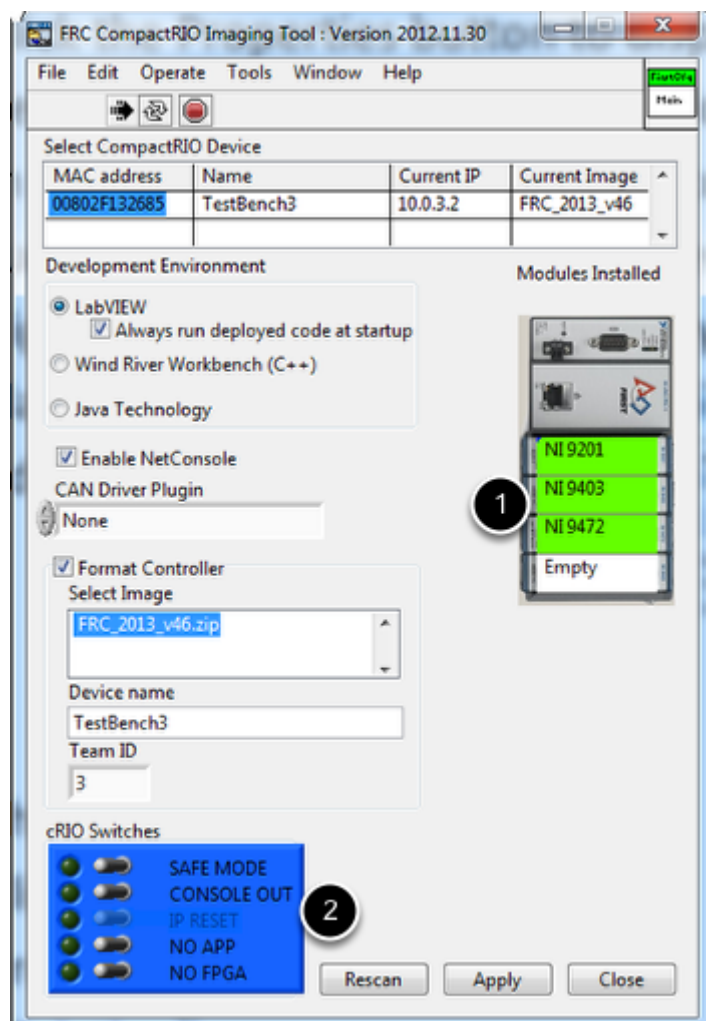 FRC CompactRIO Imaging Tool : Version 2012.11.30
File Edit Operate Tools Window Help
Main
Select CompactRIO Device
MAC address Name Current IP Current Image
00802F132685 TestBench3 10.0.3.2 FRC_2013_v46
Development Environment
Modules Installed
LabVIEW
Always run deployed code at startup
Wind River Workbench (C++)
Java Technology
FIRST
Enable NetConsole
NI 9201
CAN Driver Plugin
NI 9403
1
None
NI 9472
Format Controller
Empty
Select Image
FRC_2013_v46.zip
Device name
TestBench3
Team ID
3
cRIO Switches
SAFE MODE
CONSOLE OUT
2
IP RESET
NO APP
NO FPGA
Rescan Apply Close